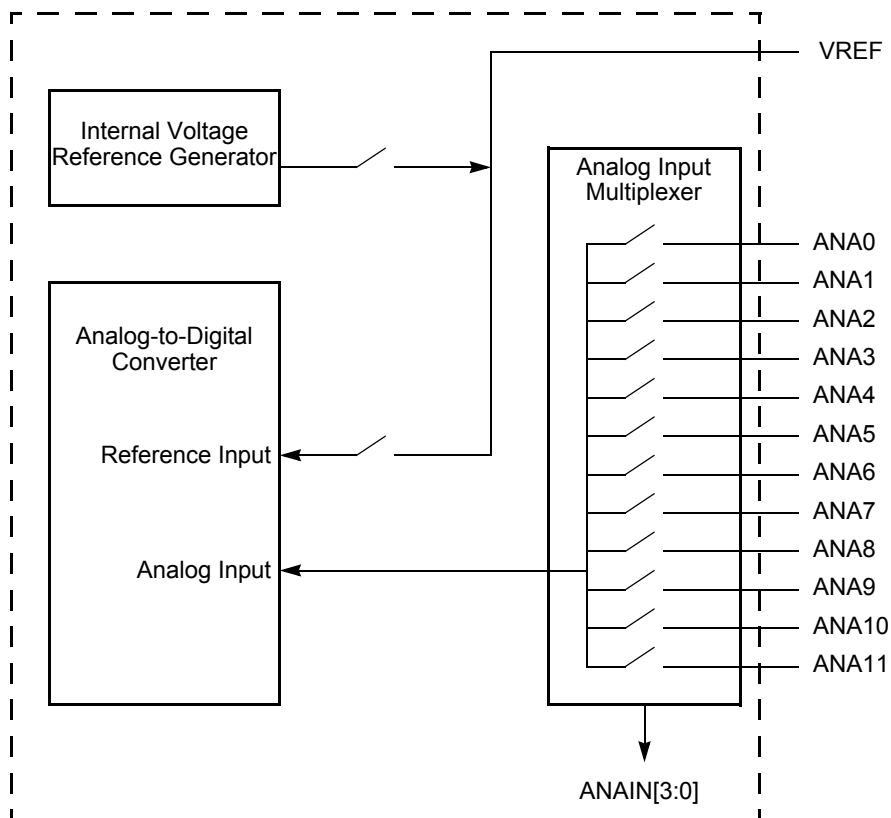 VREF
Internal Voltage
Reference Generator
Analog Input
Multiplexer
ANA0
ANA1
ANA2
ANA3
ANA4
ANA5
ANA6
ANA7
ANA8
ANA9
ANA10
ANA11
Analog-to-Digital
Converter
Reference Input
Analog Input
ANAIN[3:0]